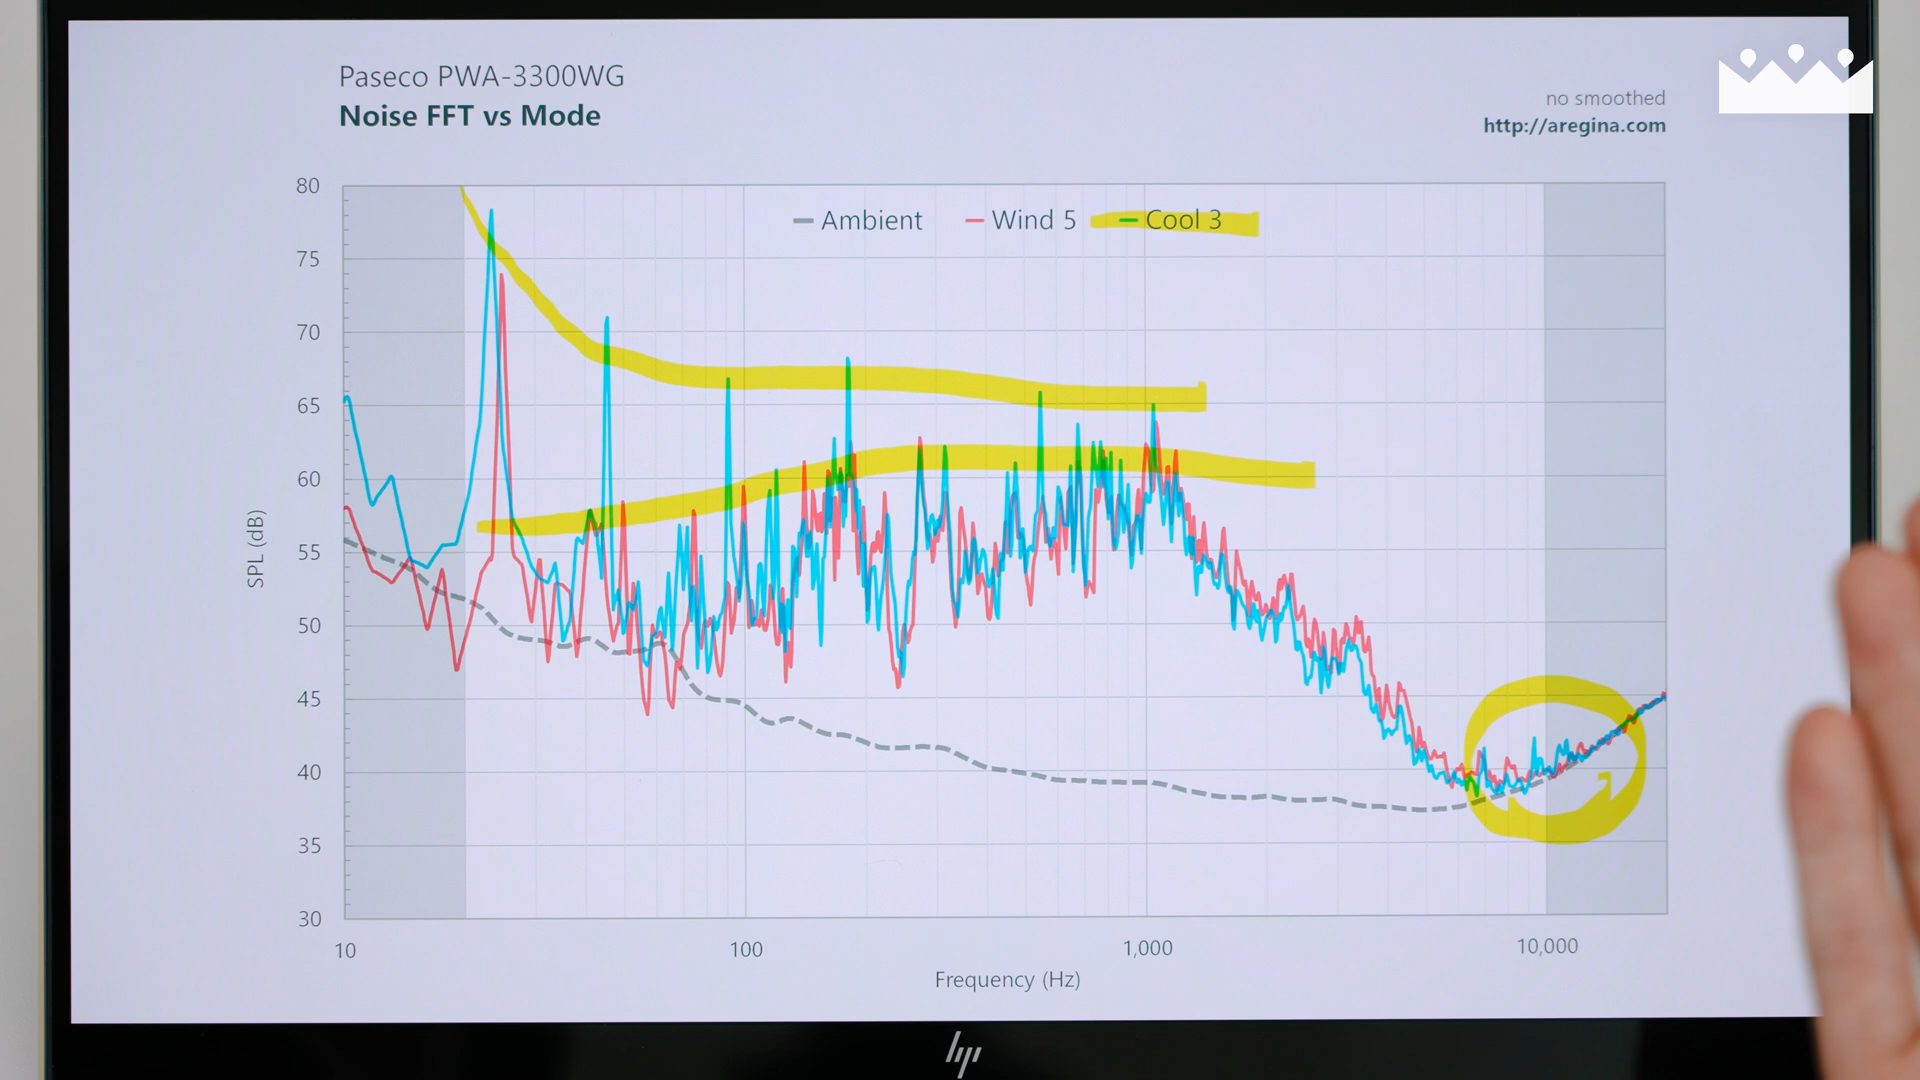 Paseco PWA-3300WG
Noise FFT vs Mode
no smoothed
http://aregina.com
Ambient
Wind 5
Cool 3
80
75
70
65
60
55
50
45
40
35
30
SPL (dB)
10
100
1,000
10,000
Frequency (Hz)
hp